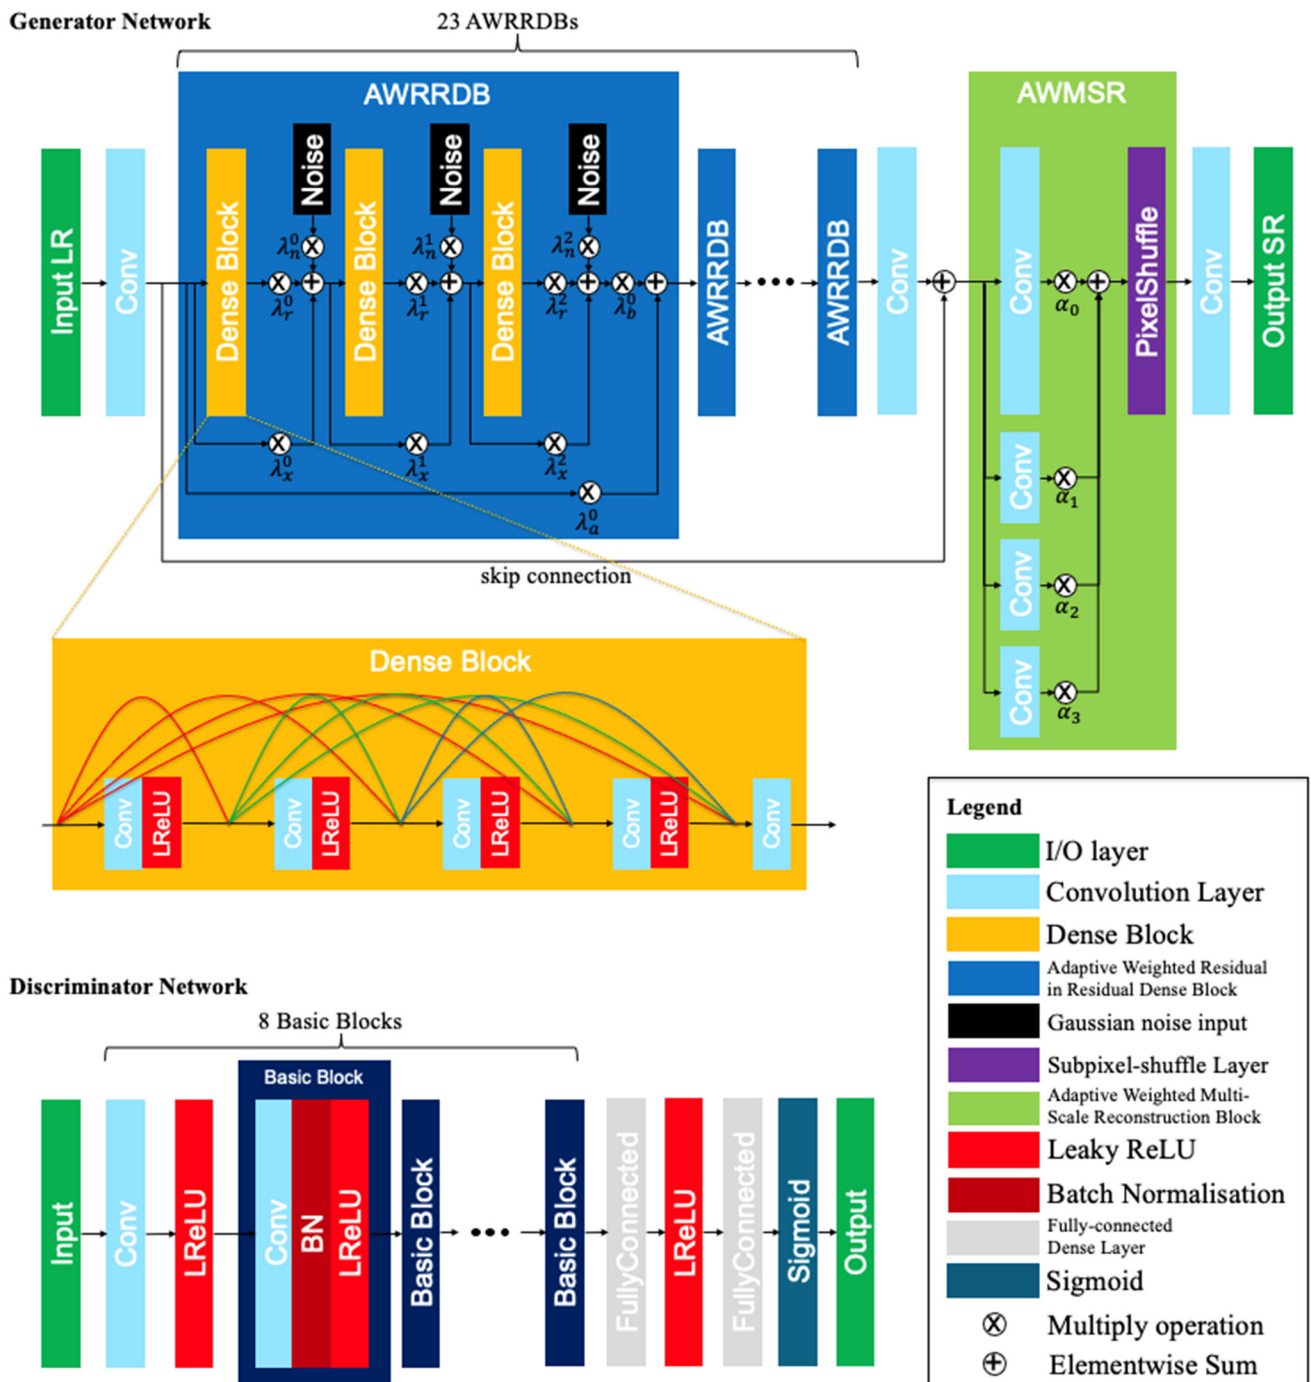 Generator Network
23 AWRRDBs
AWRRDB
AWMSR
Input LR
Conv
Dense Block
Noise
Dense Block
Noise
Dense Block
Noise
λ_n^0
λ_n^1
λ_n^2
λ_r^0
λ_r^1
λ_r^2
λ_b^0
λ_x^0
λ_x^1
λ_x^2
λ_a^0
AWRRDB
AWRRDB
Conv
Conv
α_0
Conv
α_1
Conv
α_2
Conv
α_3
PixelShuffle
Conv
Output SR
skip connection
Dense Block
Conv
LReLU
Conv
LReLU
Conv
LReLU
Conv
LReLU
Conv
Legend
I/O layer
Convolution Layer
Dense Block
Adaptive Weighted Residual
in Residual Dense Block
Gaussian noise input
Subpixel-shuffle Layer
Adaptive Weighted Multi-
Scale Reconstruction Block
Leaky ReLU
Batch Normalisation
Fully-connected
Dense Layer
Sigmoid
Multiply operation
Elementwise Sum
Discriminator Network
8 Basic Blocks
Basic Block
Input
Conv
LReLU
Conv
BN
LReLU
Basic Block
Basic Block
FullyConnected
LReLU
FullyConnected
Sigmoid
Output